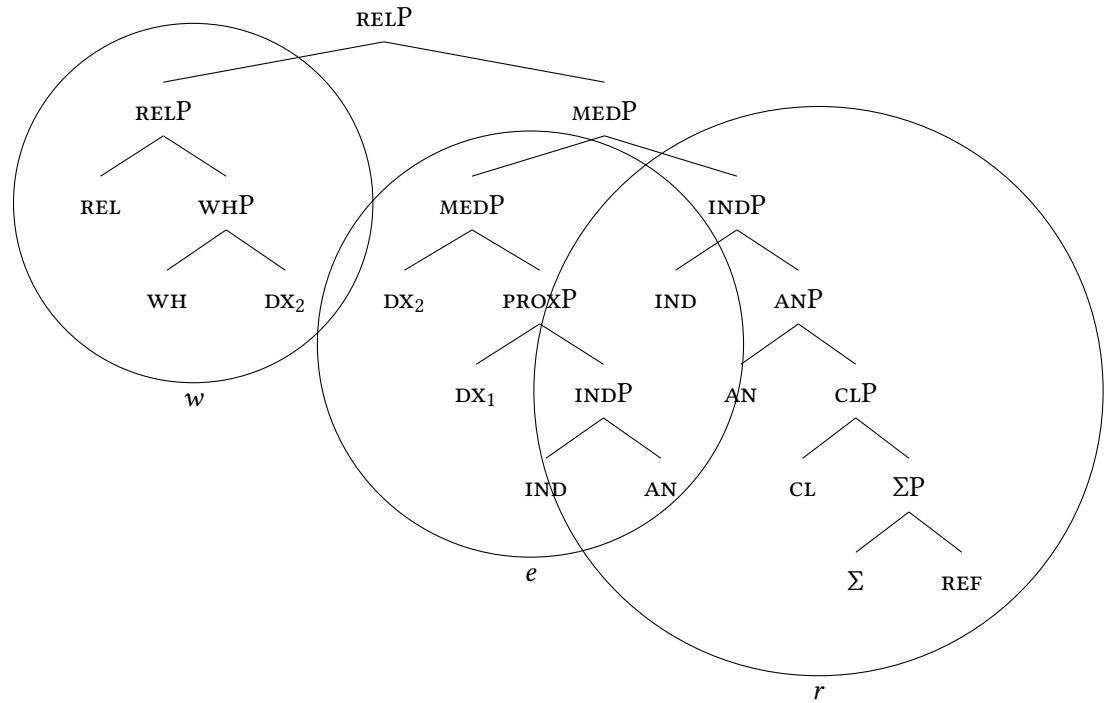 RELP
RELP MEDP
REL WHP MEDP INDP
WH DX₂ DX₂ PROXP IND ANP
w DX₁ INDP AN CLP
IND AN CL ΣP
e Σ REF
r